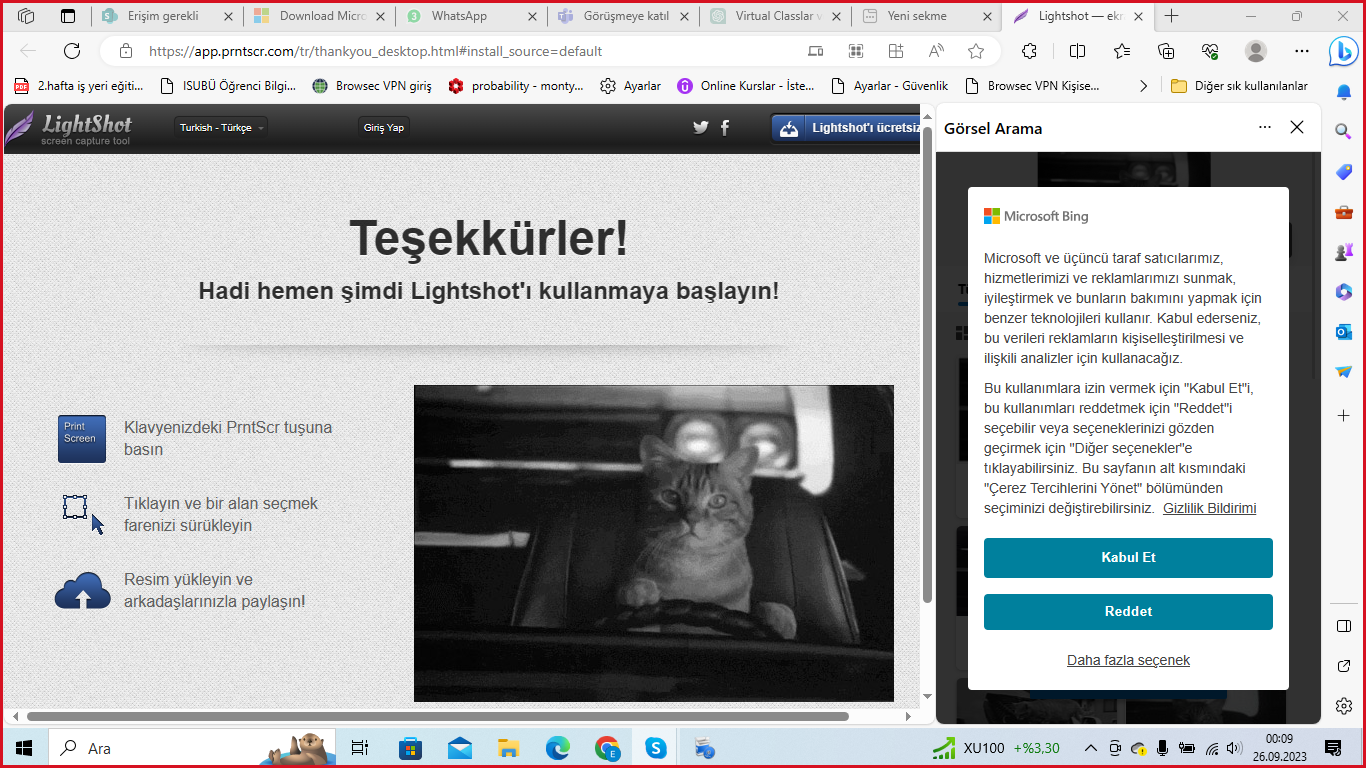 Erişim gerekli
Download Micro
WhatsApp
Görüşmeye katıl
Virtual Classlar v
Yeni sekme
Lightshot — ekra
https://app.prntscr.com/tr/thankyou_desktop.html#install_source=default
2.hafta iş yeri eğiti...
ISUBÜ Öğrenci Bilgi...
Browsec VPN giriş
probability - monty...
Ayarlar
Online Kurslar - İste...
Ayarlar - Güvenlik
Browsec VPN Kişise...
Diğer sık kullanılanlar
LightShot
screen capture tool
Turkish - Türkçe
Giriş Yap
Lightshot'ı ücretsiz
Teşekkürler!
Hadi hemen şimdi Lightshot'ı kullanmaya başlayın!
Print
Screen
Klavyenizdeki PrntScr tuşuna
basın
Tıklayın ve bir alan seçmek
farenizi sürükleyin
Resim yükleyin ve
arkadaşlarınızla paylaşın!
Görsel Arama
Microsoft Bing
Microsoft ve üçüncü taraf satıcılarımız,
hizmetlerimizi ve reklamlarımızı sunmak,
iyileştirmek ve bunların bakımını yapmak için
benzer teknolojileri kullanır. Kabul ederseniz,
bu verileri reklamların kişiselleştirilmesi ve
ilişkili analizler için kullanacağız.
Bu kullanımlara izin vermek için "Kabul Et"i,
bu kullanımları reddetmek için "Reddet"i
seçebilir veya seçeneklerinizi gözden
geçirmek için "Diğer seçenekler"e
tıklayabilirsiniz. Bu sayfanın alt kısmındaki
"Çerez Tercihlerini Yönet" bölümünden
seçiminizi değiştirebilirsiniz. Gizlilik Bildirimi
Kabul Et
Reddet
Daha fazla seçenek
Ara
XU100 +%3,30
00:09
26.09.2023